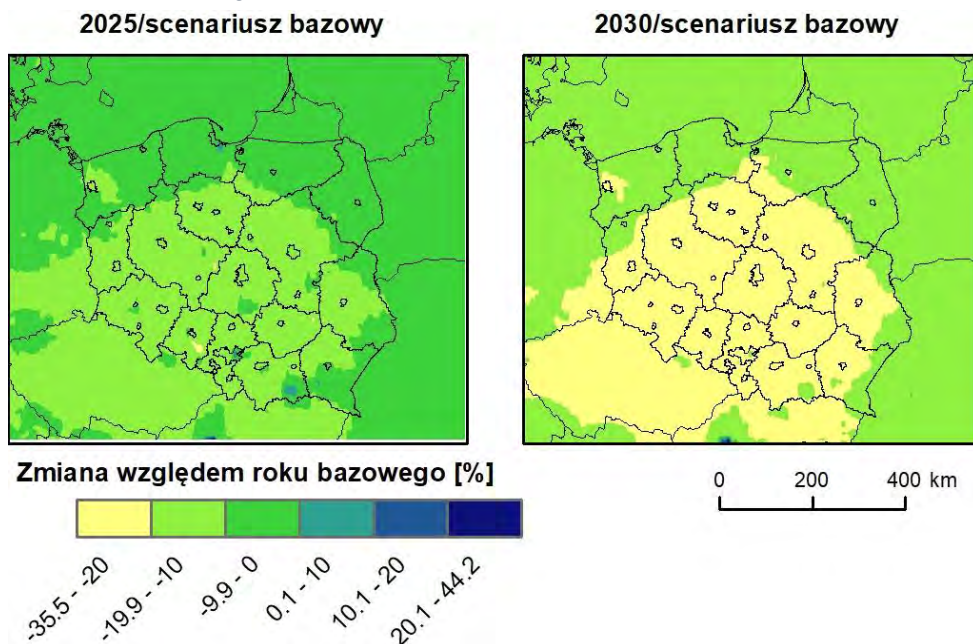 2025/scenariusz bazowy
2030/scenariusz bazowy
Zmiana względem roku bazowego [%]
-35.5 - -20
-19.9 - -10
-9.9 - 0
0.1 - 10
10.1 - 20
20.1 - 44.2
0 200 400 km